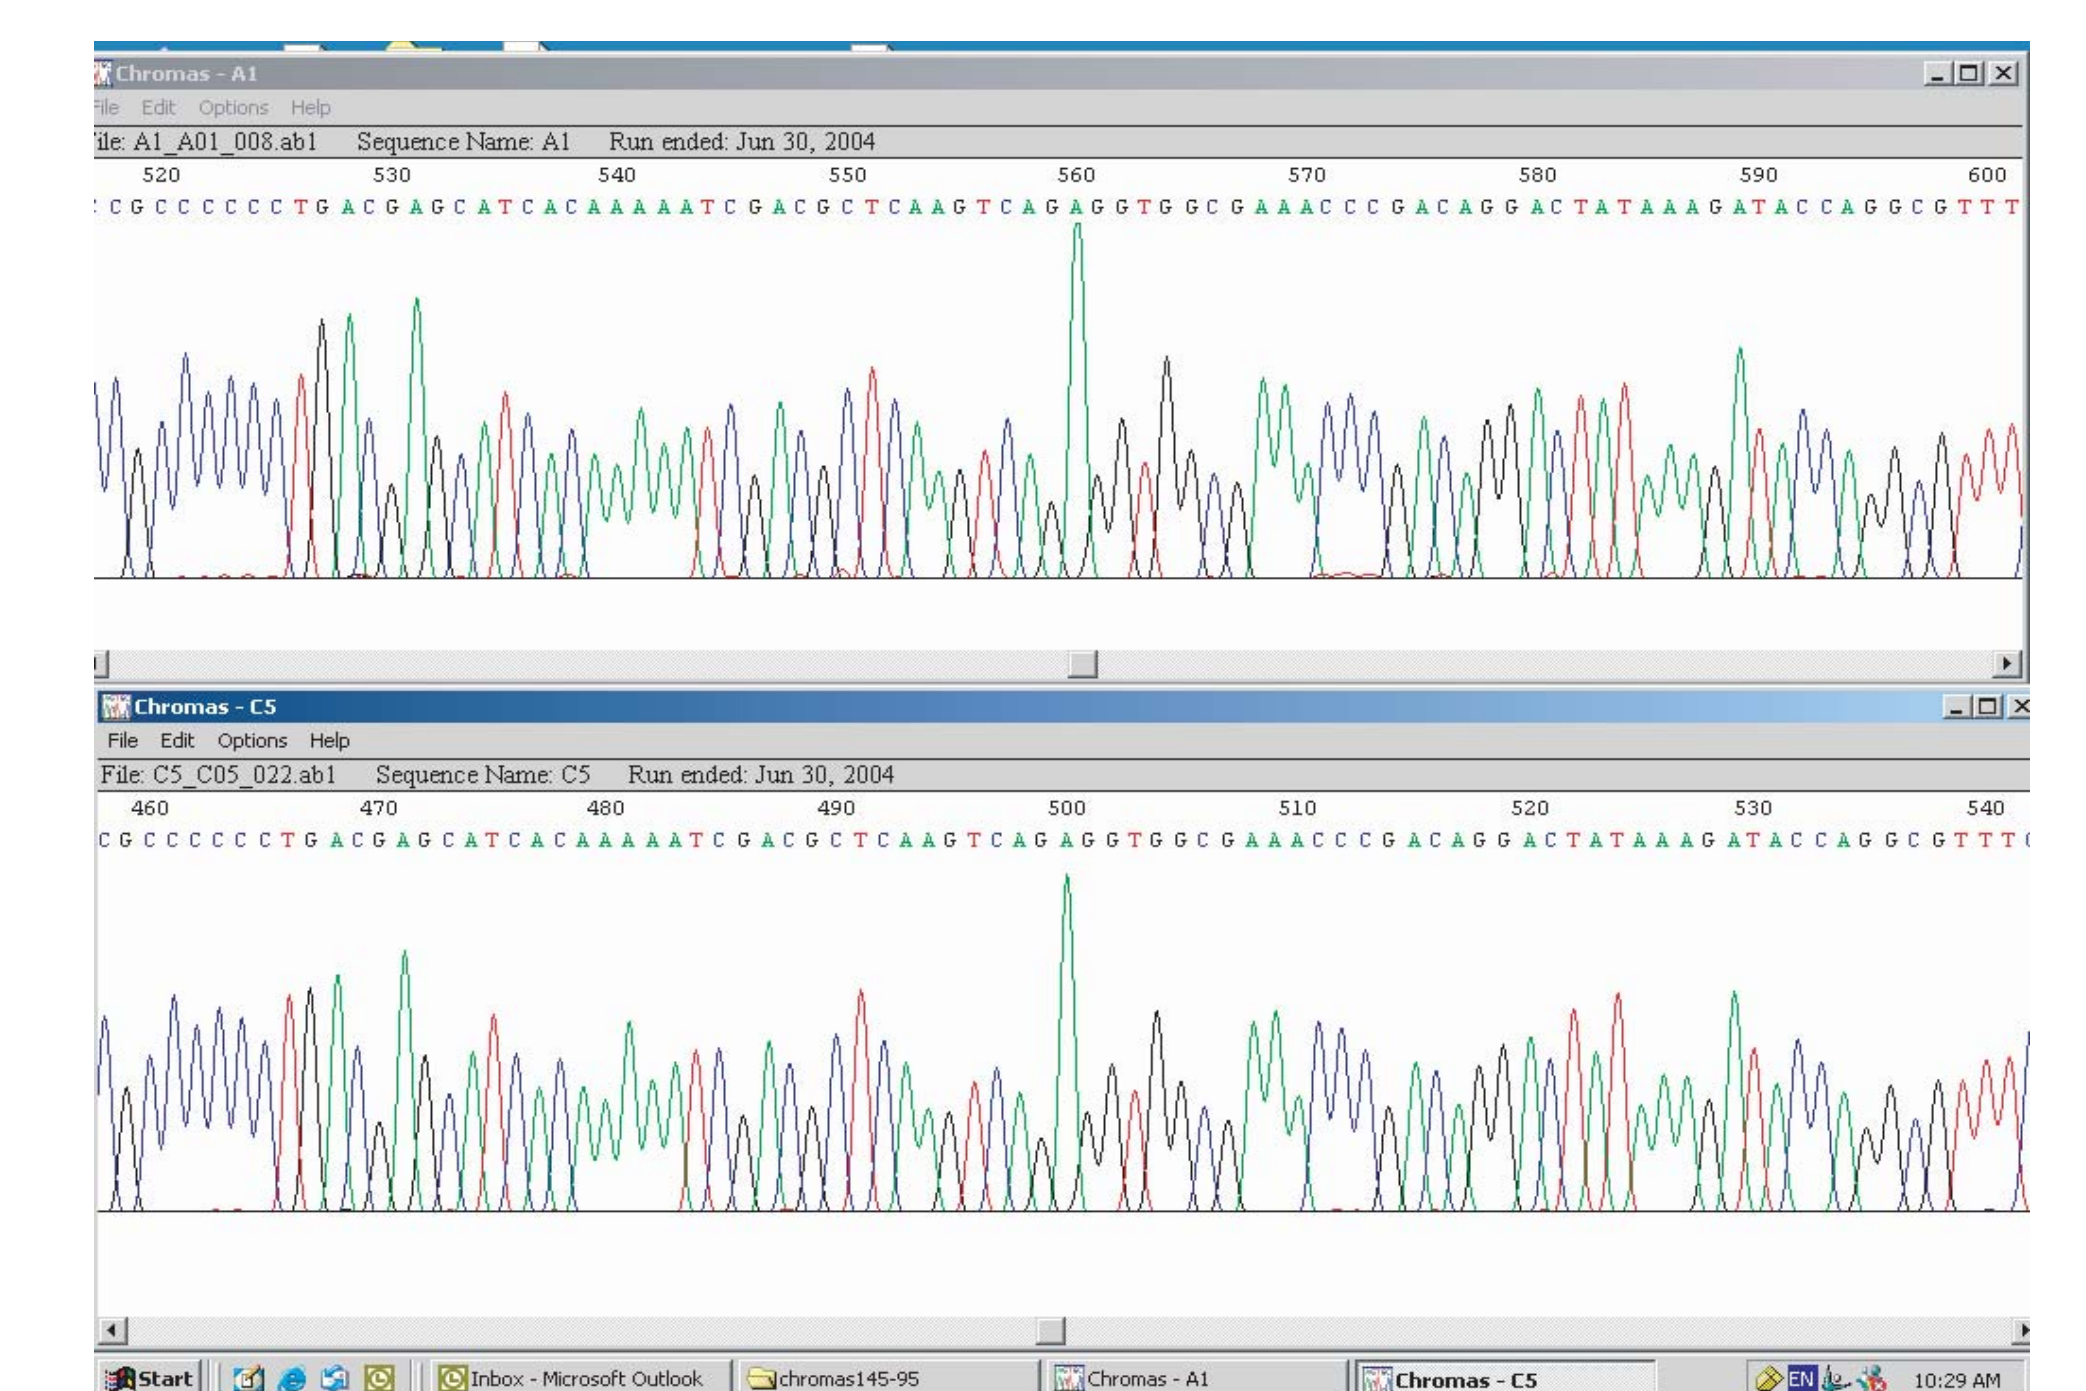 Chromas - A1
File Edit Options Help
ile: A1_A01_008.ab1 Sequence Name: A1 Run ended: Jun 30, 2004
520 530 540 550 560 570 580 590 600
C G C C C C C C T G A C G A G C A T C A C A A A A A T C G A C G C T C A A G T C A G A G G T G G C G A A A C C C G A C A G G A C T A T A A A G A T A C C A G G C G T T T
Chromas - C5
File Edit Options Help
File: C5_C05_022.ab1 Sequence Name: C5 Run ended: Jun 30, 2004
460 470 480 490 500 510 520 530 540
C G C C C C C C T G A C G A G C A T C A C A A A A A T C G A C G C T C A A G T C A G A G G T G G C G A A A C C C G A C A G G A C T A T A A A G A T A C C A G G C G T T T
Start Inbox - Microsoft Outlook chromas145-95 Chromas - A1 Chromas - C5 EN 10:29 AM